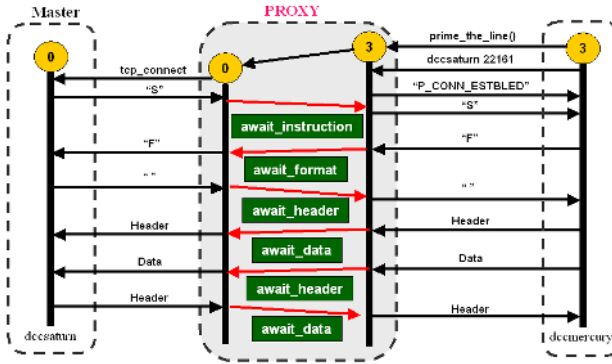 Master
PROXY
prime_the_line()
0
0
3
3
tcp_connect
dccsaturn 22161
"S"
"P_CONN_ESTBLED"
"S"
await_instruction
"F"
"F"
await_format
" "
" "
await_header
Header
Header
await_data
Data
Data
await_header
Header
Header
await_data
dccsaturn
dccmercury